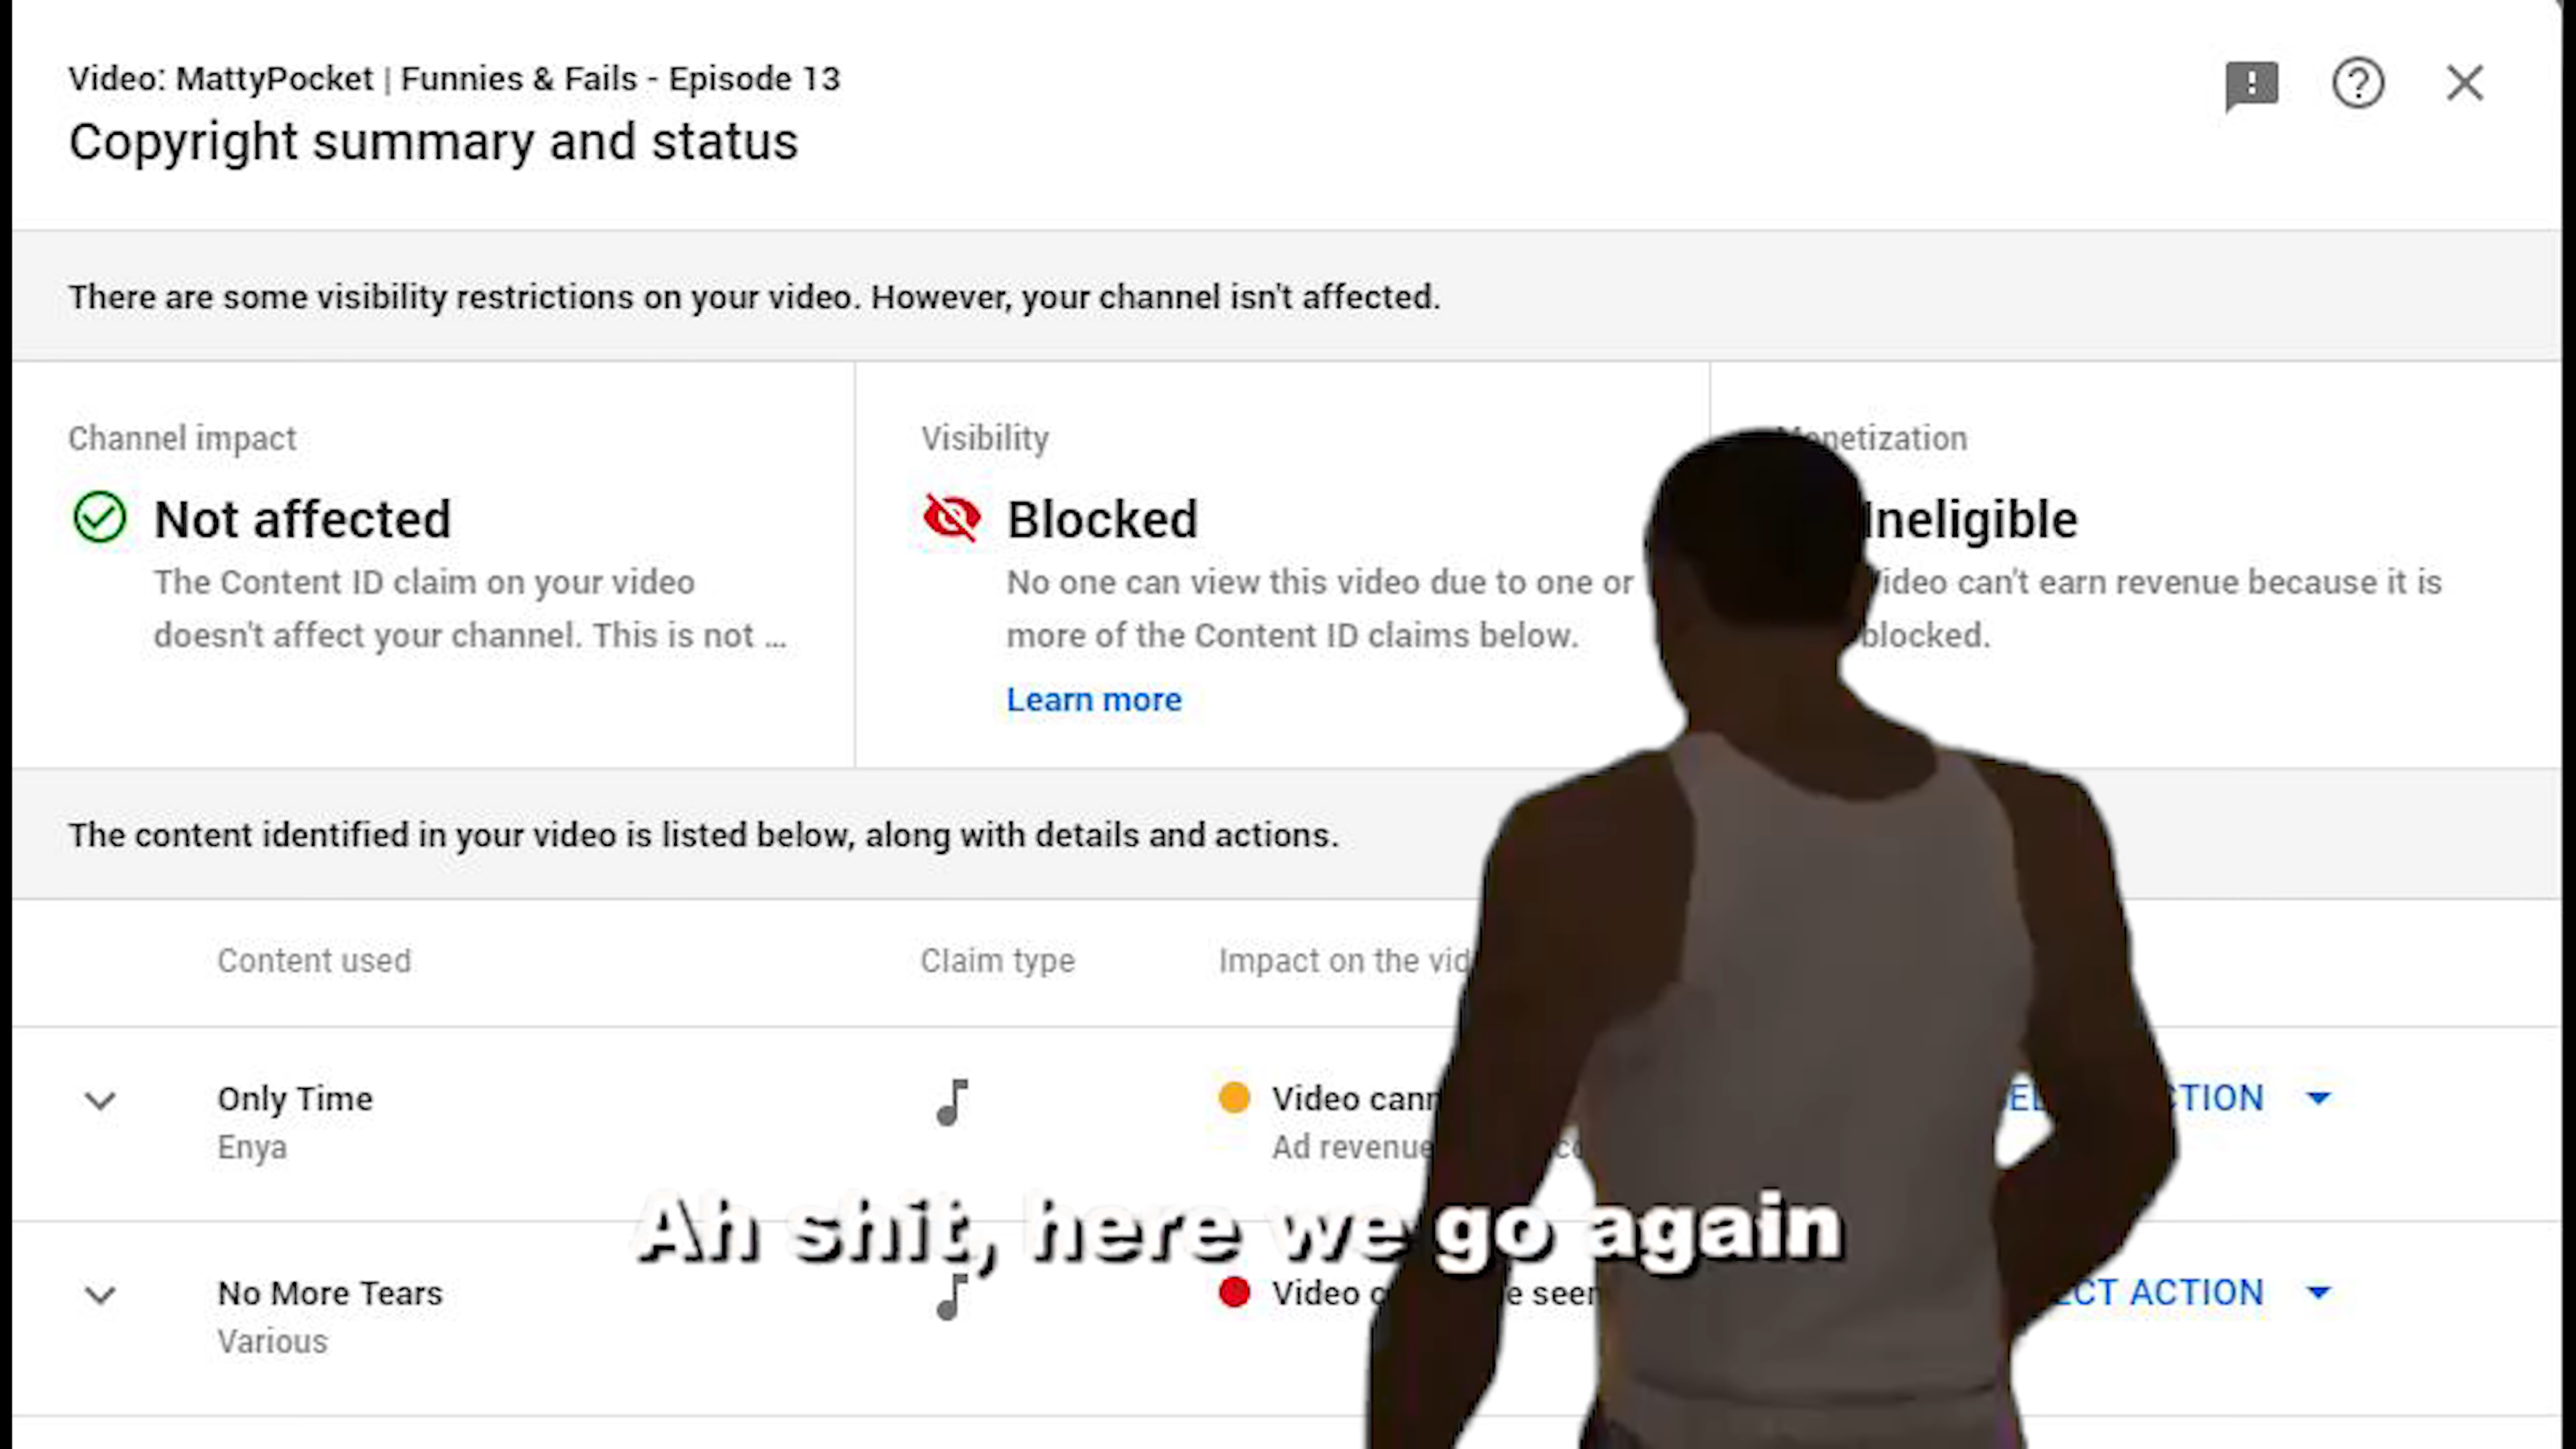 Video: MattyPocket | Funnies & Fails - Episode 13
Copyright summary and status
There are some visibility restrictions on your video. However, your channel isn't affected.
Channel impact
Not affected
The Content ID claim on your video
doesn't affect your channel. This is not ...
Visibility
Blocked
No one can view this video due to one or
more of the Content ID claims below.
Learn more
Monetization
Ineligible
can't earn revenue because it is
blocked.
The content identified in your video is listed below, along with details and actions.
Content used
Claim type
Impact on the
Only Time
Enya
Video
Ad revenue
Ah shit, here we go again
No More Tears
Various
Video
ACTION